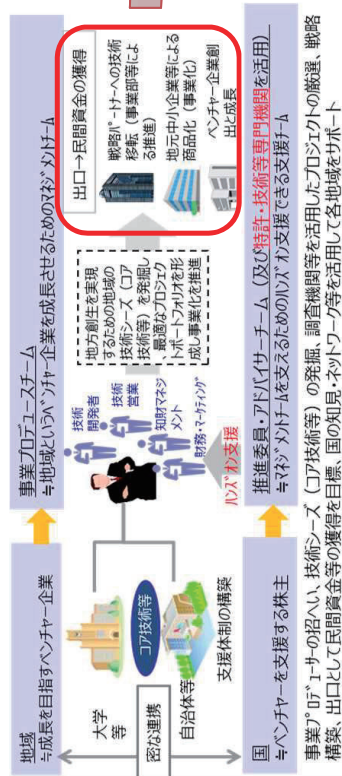 地域
≒成長を目指すベンチャー企業
事業プロデュースチーム
≒地域というベンチャー企業を成長させるためのマネジメントチーム
大学
等
密な連携
コア技術等
自治体等
支援体制の構築
技術
開発者
技術
営業
知財マネジ
メント
財務・マーケティング
ハンズオン支援
地方創生を実現
するための地域の
技術シーズ（コア
技術等）を発掘し
、最適なプロジェク
トポートフォリオを形
成し事業化を推進
出口→民間資金の獲得
戦略パートナーへの技術
移転（事業部等によ
る推進）
地元中小企業等による
商品化（事業化）
ベンチャー企業創
出と成長
国
≒ベンチャーを支援する株主
推進委員・アドバイザーチーム（及び特許・技術等専門機関を活用）
≒マネジメントチームを支えるためのハンズオン支援できる支援チーム
事業プロデューサーの招へい、技術シーズ（コア技術等）の発掘、調査機関等を活用したプロジェクトの厳選、戦略
構築、出口として民間資金等の獲得を目標、国の知見・ネットワーク等を活用して各地域をサポート